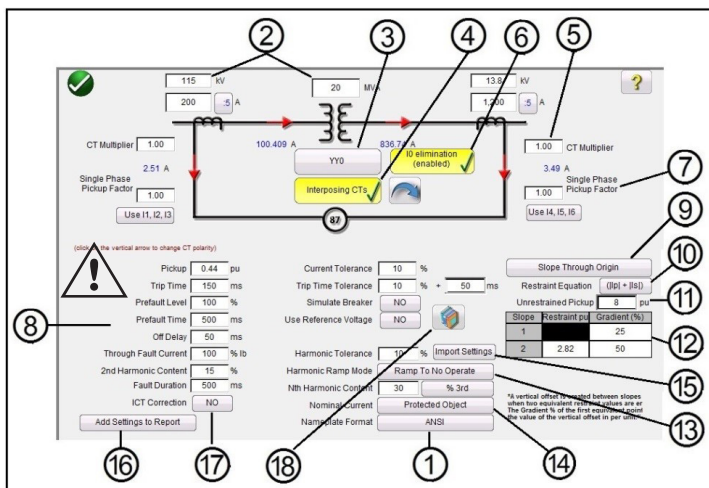 2
3
4
6
5
115 kV
20 MVA
13.8 kV
?
200 :5 A
1,200 :5 A
CT Multiplier 1.00
100.409 A
836.74 A
1.00 CT Multiplier
2.51 A
YY0
I0 elimination
(enabled)
3.49 A
Single Phase
Pickup Factor
1.00
Interposing CTs
Single Phase
Pickup Factor
1.00
7
Use I1, I2, I3
87
Use I4, I5, I6
9
(click on the vertical arrow to change CT polarity)
!
8
Pickup 0.44 pu
Trip Time 150 ms
Prefault Level 100 %
Prefault Time 500 ms
Off Delay 50 ms
Through Fault Current 100 % Ib
2nd Harmonic Content 15 %
Fault Duration 500 ms
ICT Correction NO
Add Settings to Report
Current Tolerance 10 %
Trip Time Tolerance 10 % + 50 ms
Simulate Breaker NO
Use Reference Voltage NO
Harmonic Tolerance 10 % Import Settings
Harmonic Ramp Mode Ramp To No Operate
Nth Harmonic Content 30 % 3rd
Nominal Current Protected Object
Nameplate Format ANSI
Slope Through Origin
Restraint Equation (|Ip| + |Is|)
10
Unrestrained Pickup 8 pu
11
Slope Restraint pu Gradient (%)
1 25
2 2.82 50
12
*A vertical offset is created between slopes
when two equivalent restraint values are er
The Gradient % of the first equivalent point
the value of the vertical offset in per unit.*
15
13
16
17
18
1
14